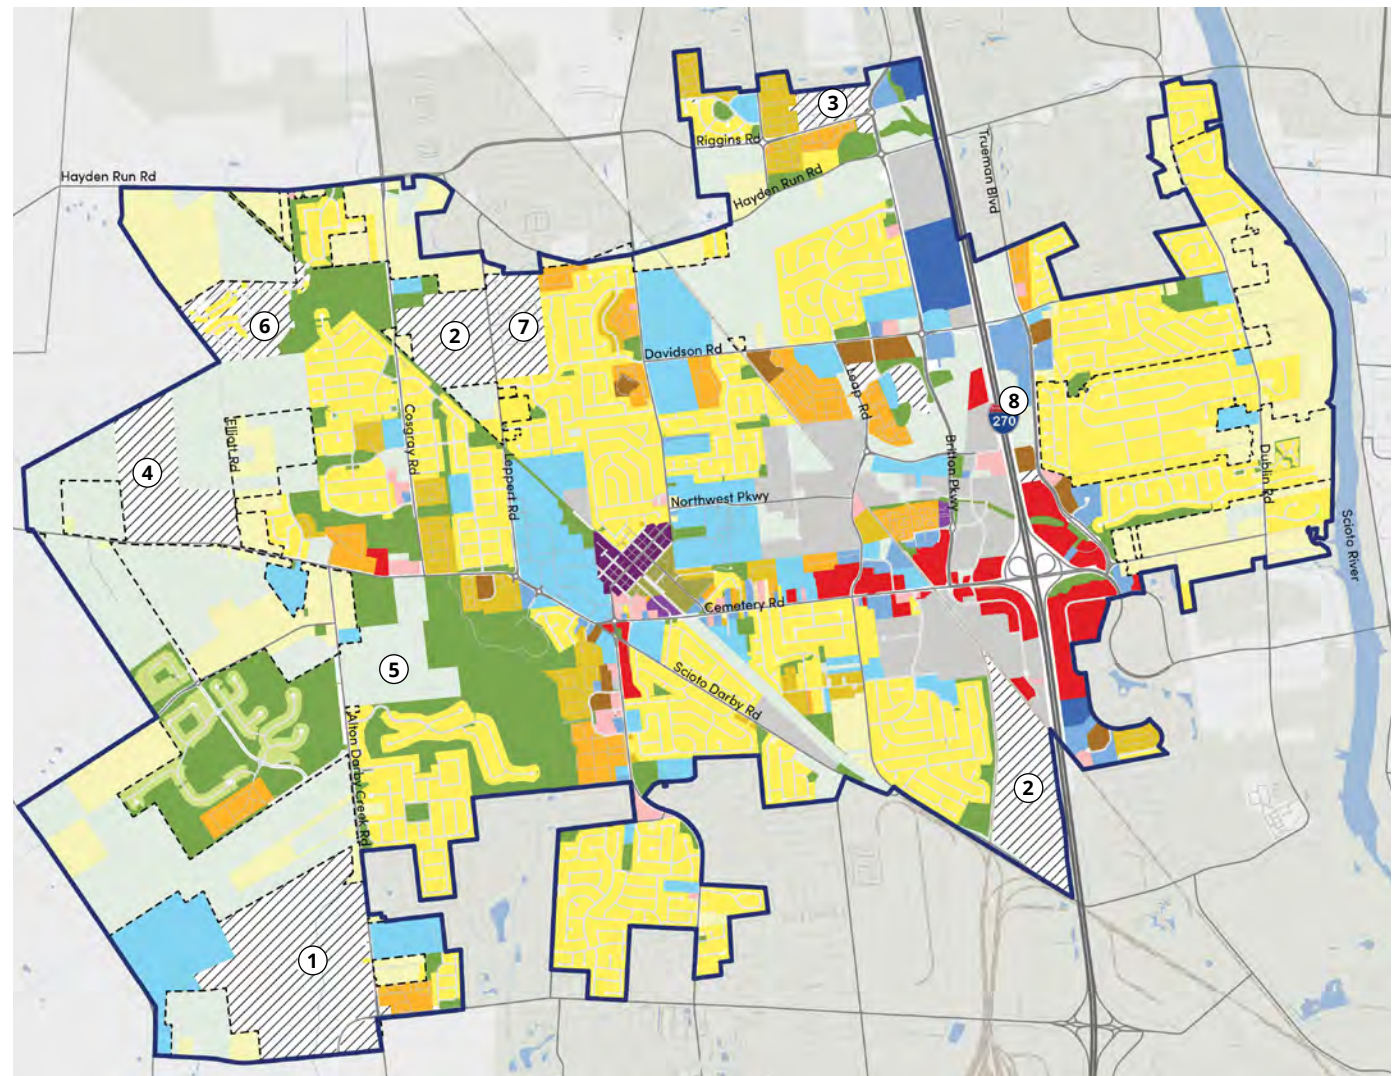 3
Riggins Rd
Trueman Blvd
Hayden Run Rd
Hayden Run Rd
6
2
7
Davidson Rd
Leap Rd
8
270
Cosgray Rd
Elliott Rd
Leppert Rd
Britton Pkwy
Dublin Rd
4
Northwest Pkwy
Scioto River
Cemetery Rd
5
Scioto Darby Rd
Alton Darby Creek Rd
2
1